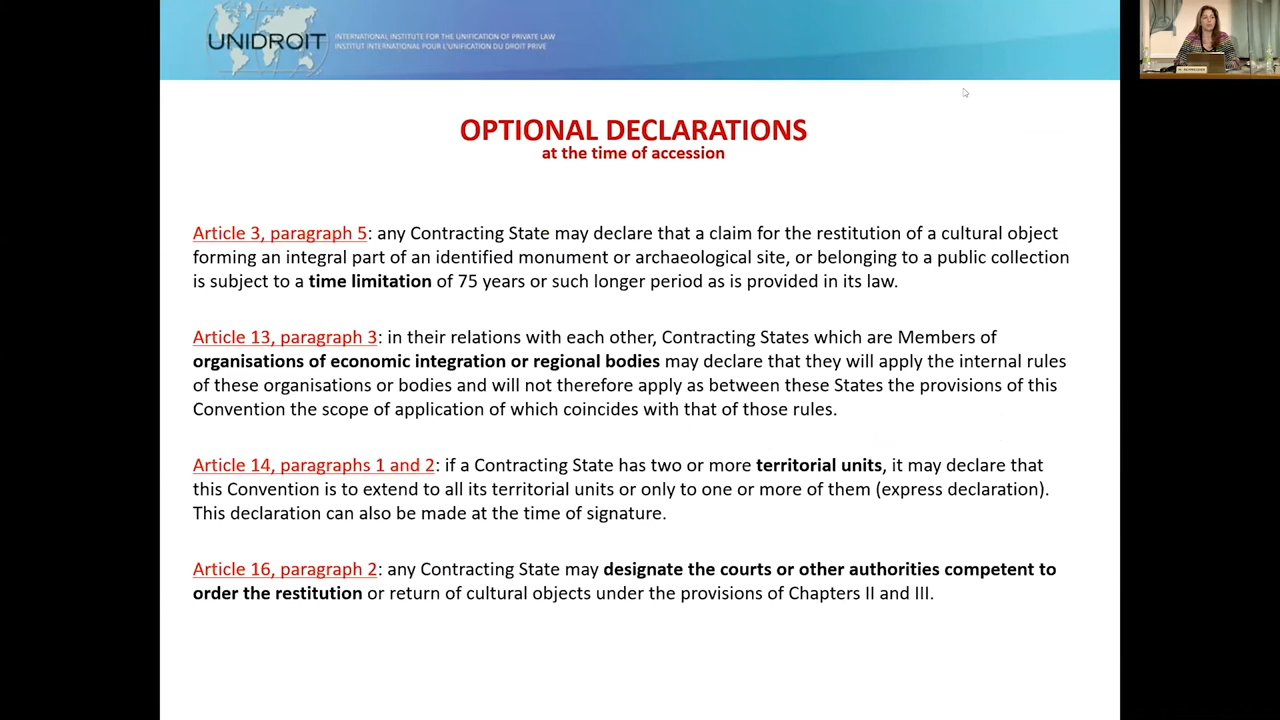 UNIDROIT
INTERNATIONAL INSTITUTE FOR THE UNIFICATION OF PRIVATE LAW
INSTITUT INTERNATIONAL POUR L'UNIFICATION DU DROIT PRIVE
OPTIONAL DECLARATIONS
at the time of accession
Article 3, paragraph 5: any Contracting State may declare that a claim for the restitution of a cultural object
forming an integral part of an identified monument or archaeological site, or belonging to a public collection
is subject to a time limitation of 75 years or such longer period as is provided in its law.
Article 13, paragraph 3: in their relations with each other, Contracting States which are Members of
organisations of economic integration or regional bodies may declare that they will apply the internal rules
of these organisations or bodies and will not therefore apply as between these States the provisions of this
Convention the scope of application of which coincides with that of those rules.
Article 14, paragraphs 1 and 2: if a Contracting State has two or more territorial units, it may declare that
this Convention is to extend to all its territorial units or only to one or more of them (express declaration).
This declaration can also be made at the time of signature.
Article 16, paragraph 2: any Contracting State may designate the courts or other authorities competent to
order the restitution or return of cultural objects under the provisions of Chapters II and III.